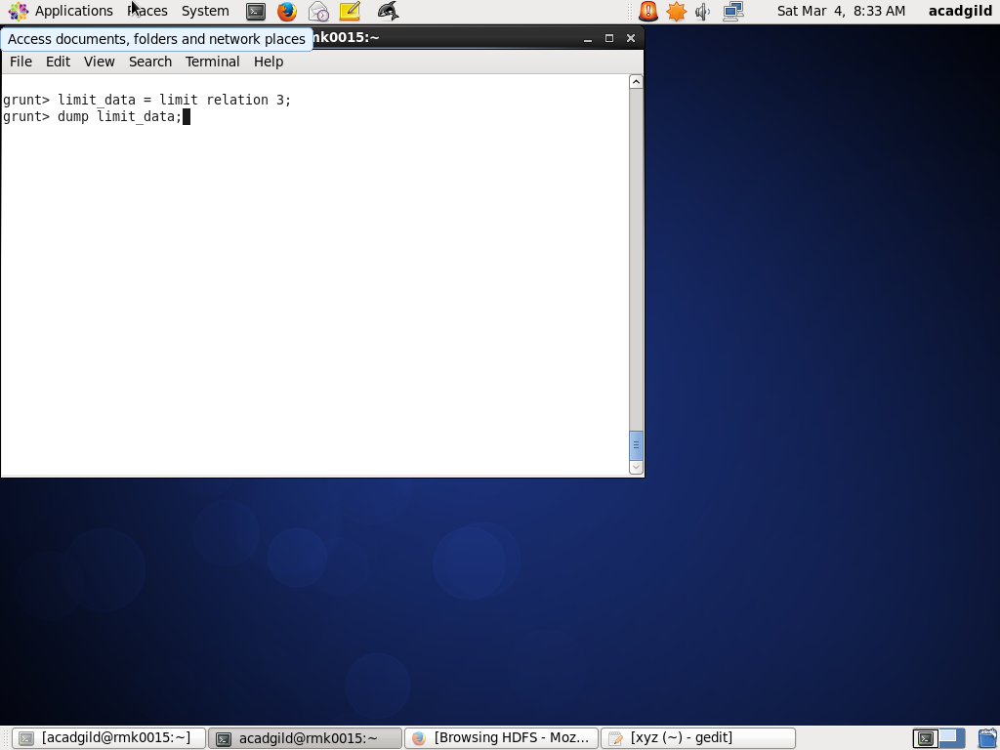 Applications Places System Sat Mar 4, 8:33 AM acadgild
Access documents, folders and network places rmk0015:~
File Edit View Search Terminal Help
grunt> limit_data = limit relation 3;
grunt> dump limit_data;
[acadgild@rmk0015:~] acadgild@rmk0015:~ [Browsing HDFS - Moz... [xyz (~) - gedit]